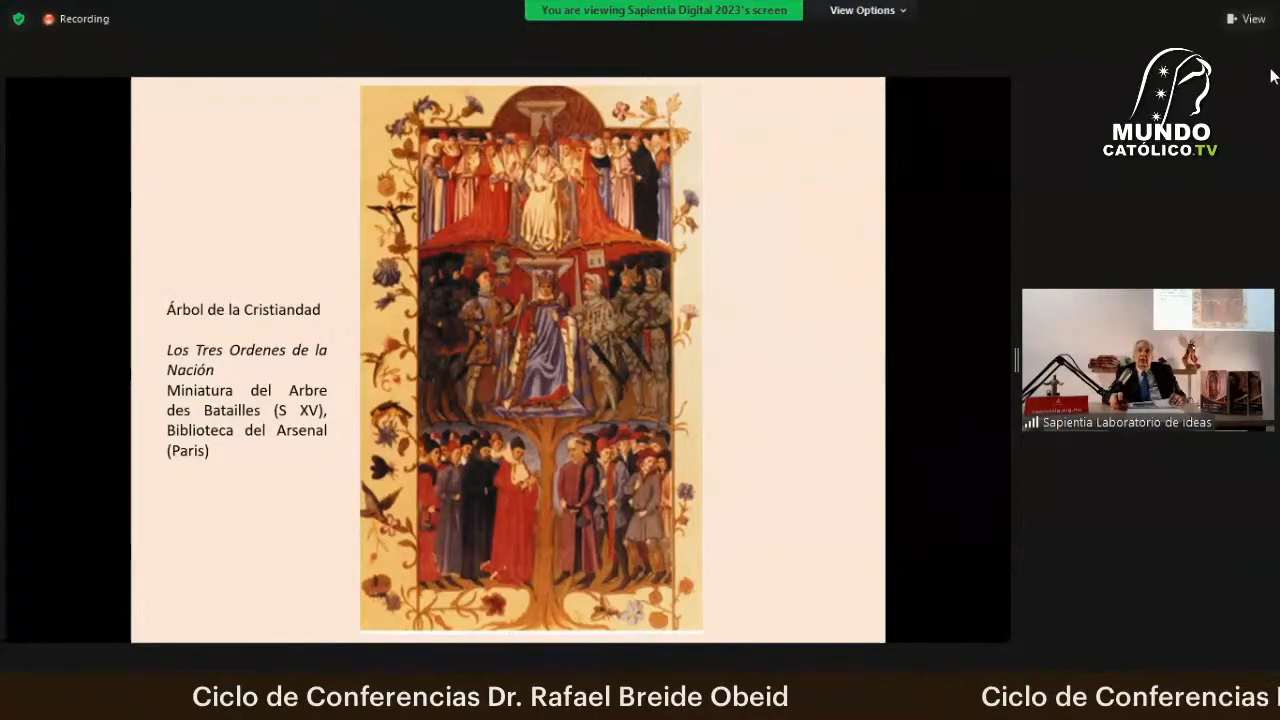 Recording
You are viewing Sapientia Digital 2023's screen
View Options
View
MUNDO
CATÓLICO.TV
Árbol de la Cristiandad
Los Tres Ordenes de la
Nación
Miniatura del Arbre
des Batailles (S XV),
Biblioteca del Arsenal
(Paris)
Sapientia Laboratorio de ideas
Ciclo de Conferencias Dr. Rafael Breide Obeid
Ciclo de Conferencias